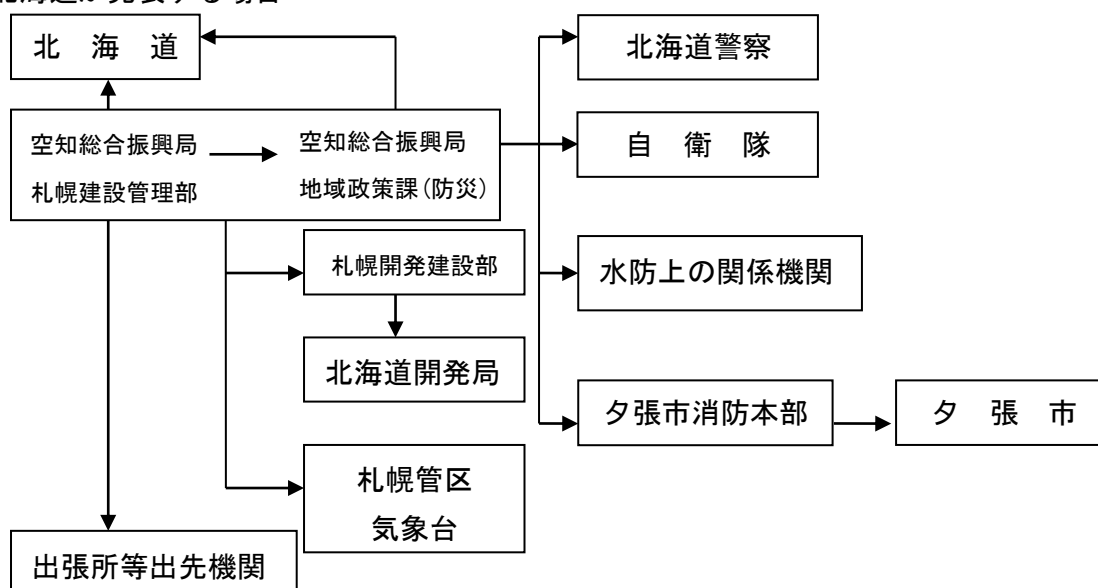 北海道が発表する場合
北　海　道
北海道警察
空知総合振興局
札幌建設管理部
空知総合振興局
地域政策課(防災)
自　衛　隊
札幌開発建設部
水防上の関係機関
北海道開発局
夕張市消防本部
夕　張　市
札幌管区
気象台
出張所等出先機関